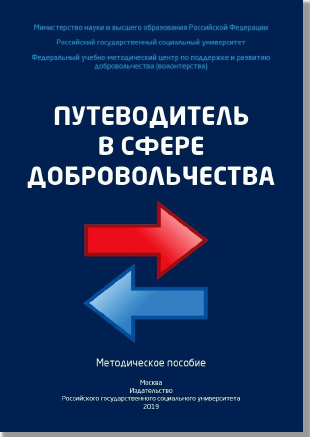 Министерство науки и высшего образования Российской Федерации
Российский государственный социальный университет
Федеральный учебно-методический центр по поддержке и развитию
добровольчества (волонтерства)
ПУТЕВОДИТЕЛЬ
В СФЕРЕ
ДОБРОВОЛЬЧЕСТВА
Методическое пособие
Москва
Издательство
Российского государственного социального университета
2019